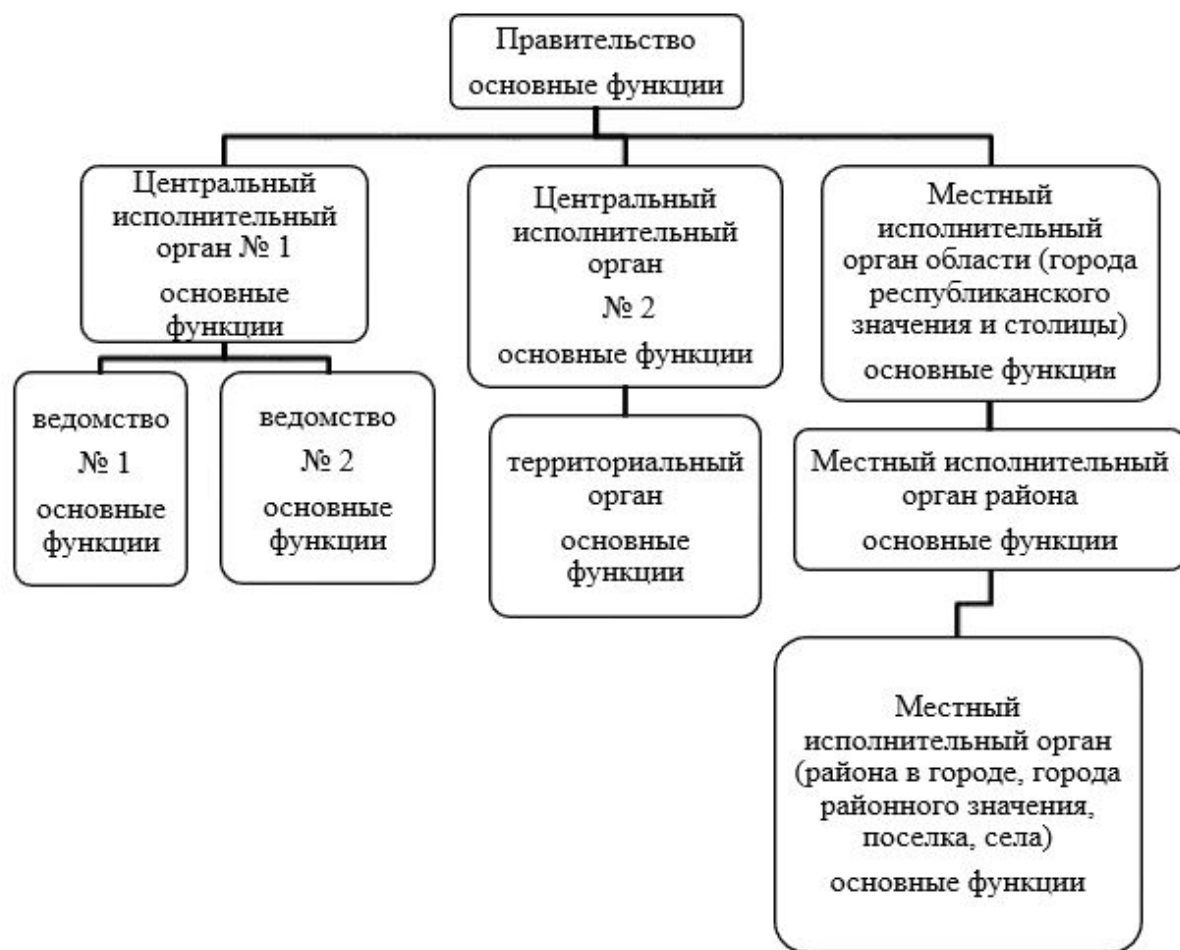 Правительство
основные функции
Центральный
исполнительный
орган № 1
основные
функции
Центральный
исполнительный
орган
№ 2
основные функции
Местный
исполнительный
орган области (города
республиканского
значения и столицы)
основные функции
ведомство
№ 1
основные
функции
ведомство
№ 2
основные
функции
территориальный
орган
основные
функции
Местный исполнительный
орган района
основные функции
Местный
исполнительный орган
(района в городе, города
районного значения,
поселка, села)
основные функции